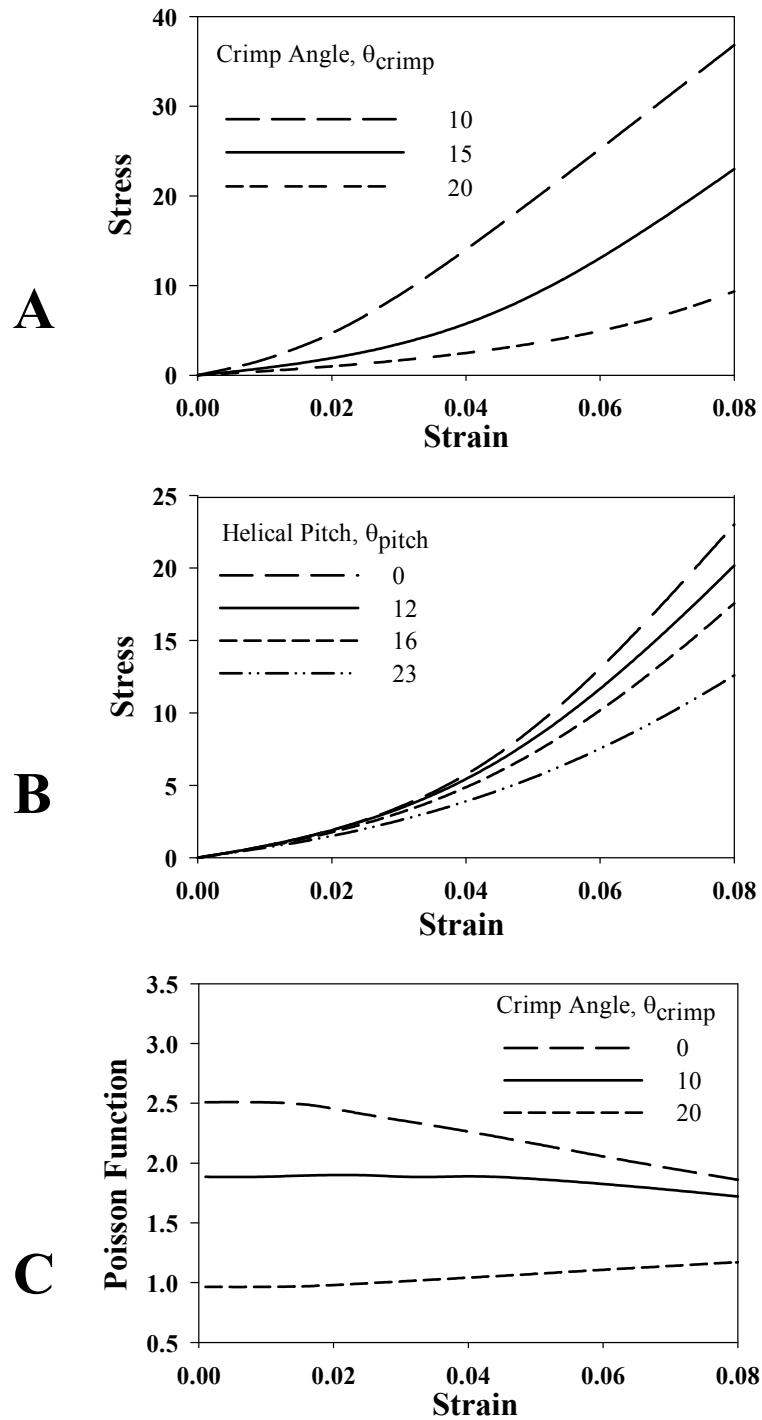 A
Stress
40
30
20
10
0
Crimp Angle, θcrimp
10
15
20
0.00 0.02 0.04 0.06 0.08
Strain
B
Stress
25
20
15
10
5
0
Helical Pitch, θpitch
0
12
16
23
0.00 0.02 0.04 0.06 0.08
Strain
C
Poisson Function
3.5
3.0
2.5
2.0
1.5
1.0
0.5
Crimp Angle, θcrimp
0
10
20
0.00 0.02 0.04 0.06 0.08
Strain